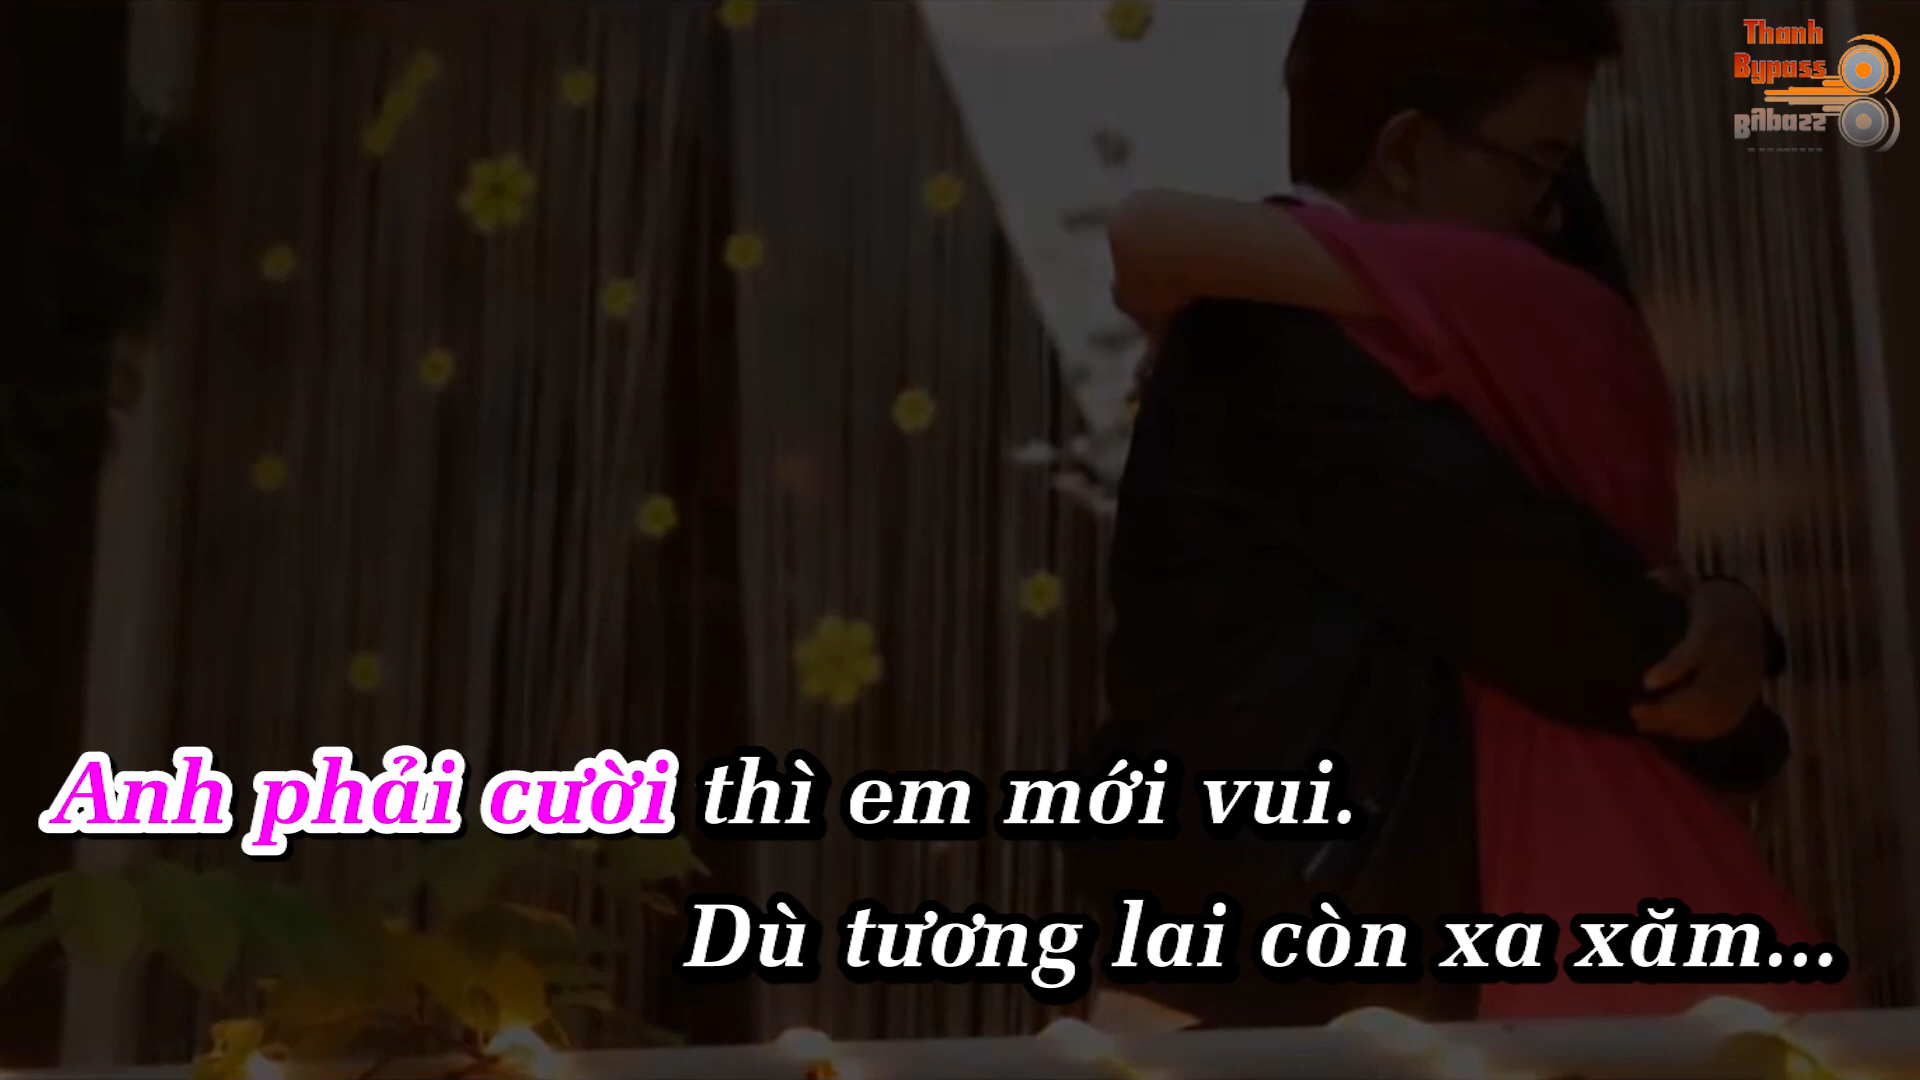 Thanh
Bypass
Anh phải cười thì em mới vui.
Dù tương lai còn xa xăm...